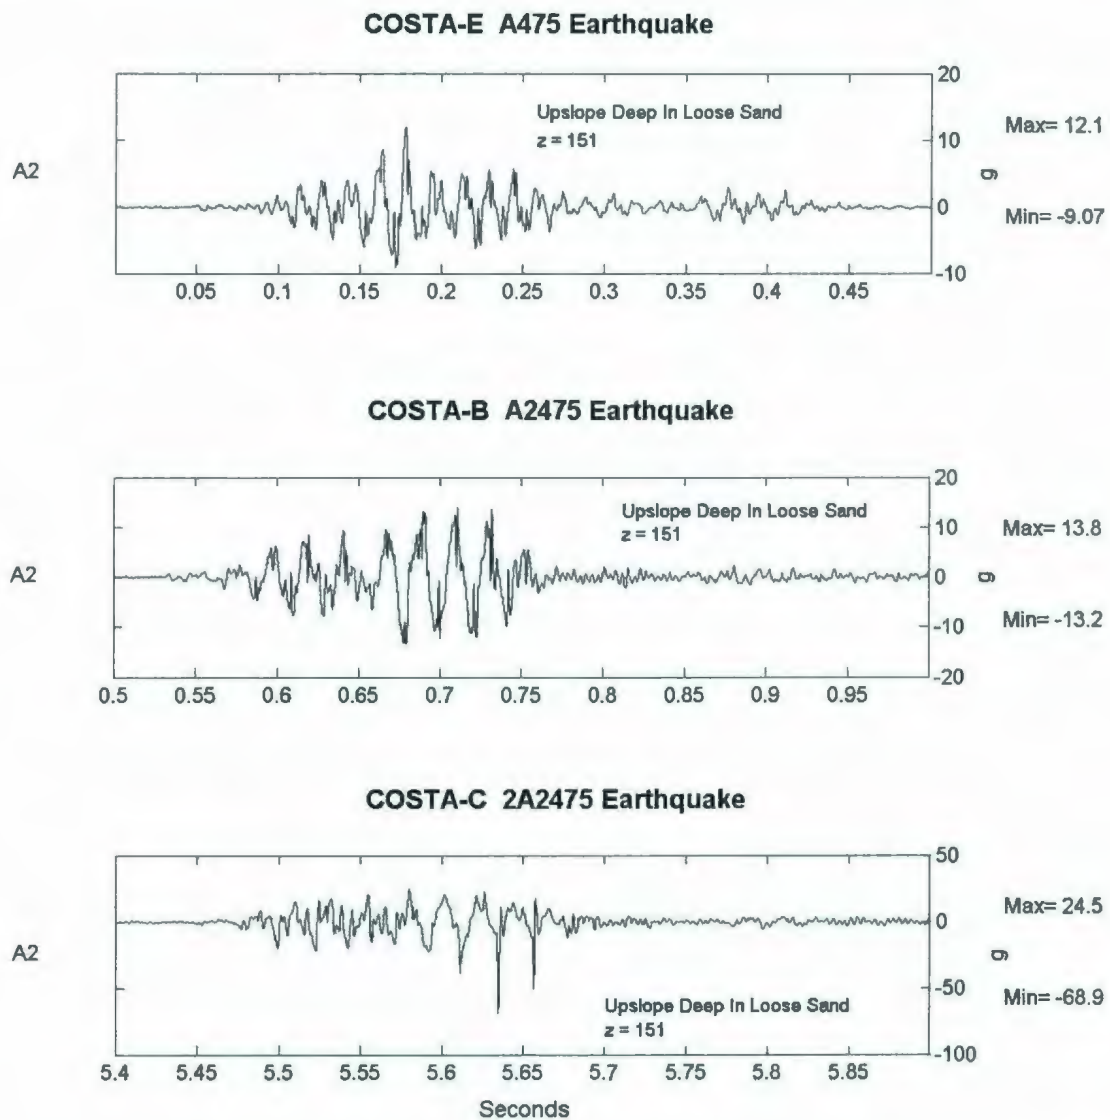 COSTA-E A475 Earthquake
20
Upslope Deep In Loose Sand
z = 151
Max= 12.1
10
A2
g
0
Min= -9.07
-10
0.05 0.1 0.15 0.2 0.25 0.3 0.35 0.4 0.45
COSTA-B A2475 Earthquake
20
Upslope Deep In Loose Sand
z = 151
Max= 13.8
10
A2
g
0
Min= -13.2
-10
-20
0.5 0.55 0.6 0.65 0.7 0.75 0.8 0.85 0.9 0.95
COSTA-C 2A2475 Earthquake
50
Max= 24.5
0
A2
g
-50
Min= -68.9
Upslope Deep In Loose Sand
z = 151
-100
5.4 5.45 5.5 5.55 5.6 5.65 5.7 5.75 5.8 5.85
Seconds